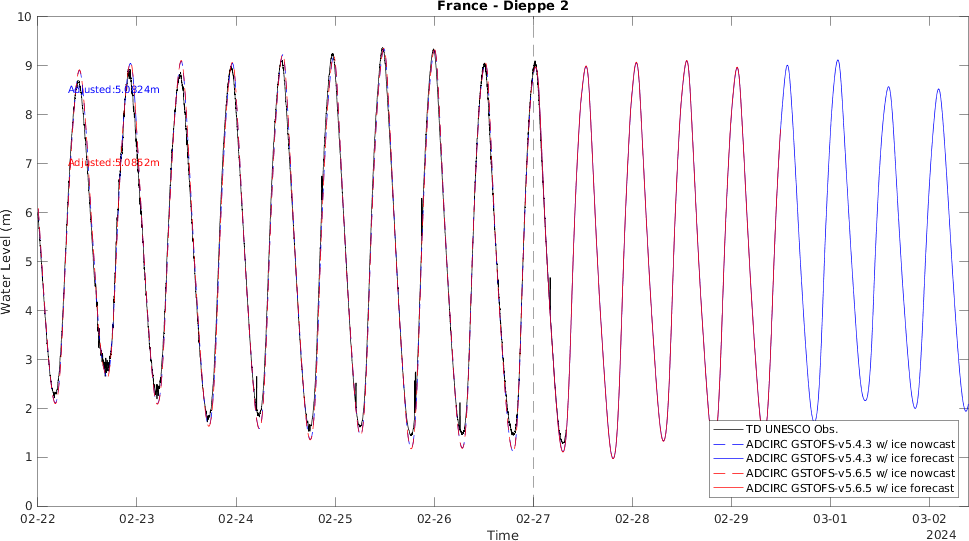 France - Dieppe 2
10
9
8
7
6
5
4
3
2
1
0
Water Level (m)
Adjusted:5.0824m
Adjusted:5.0862m
TD UNESCO Obs.
ADCIRC GSTOFS-v5.4.3 w/ ice nowcast
ADCIRC GSTOFS-v5.4.3 w/ ice forecast
ADCIRC GSTOFS-v5.6.5 w/ ice nowcast
ADCIRC GSTOFS-v5.6.5 w/ ice forecast
02-22 02-23 02-24 02-25 02-26 02-27 02-28 02-29 03-01 03-02
Time
2024